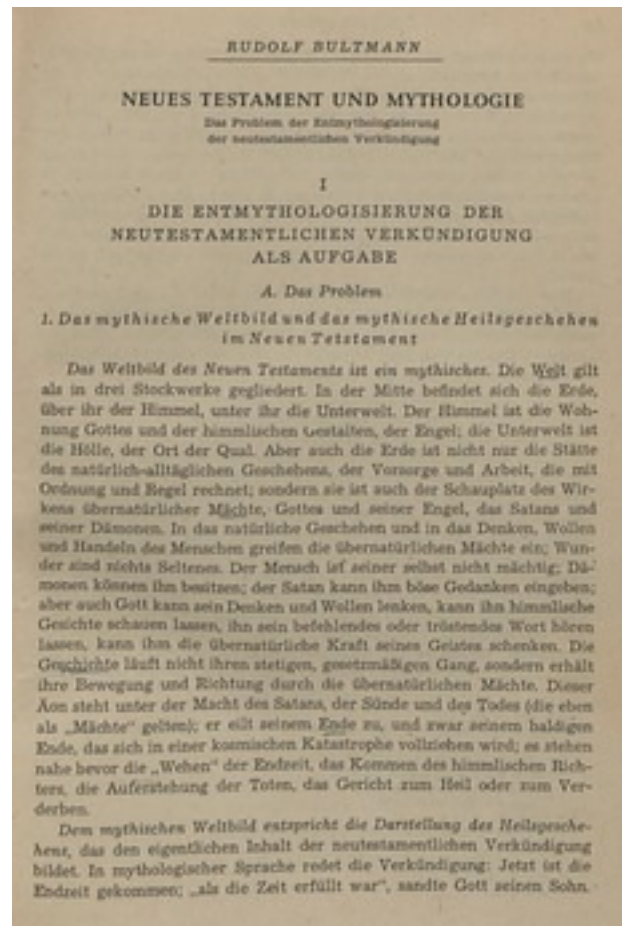 RUDOLF BULTMANN
NEUES TESTAMENT UND MYTHOLOGIE
Das Problem der Entmythologisierung
der neutestamentlichen Verkündigung
I
DIE ENTMYTHOLOGISIERUNG DER
NEUTESTAMENTLICHEN VERKÜNDIGUNG
ALS AUFGABE
A. Das Problem
1. Das mythische Weltbild und das mythische Heilsgeschehen
im Neuen Tetstament
Das Weltbild des Neuen Testaments ist ein mythisches. Die Welt gilt
als in drei Stockwerke gegliedert. In der Mitte befindet sich die Erde,
über ihr der Himmel, unter ihr die Unterwelt. Der Himmel ist die Woh-
nung Gottes und der himmlischen Gestalten, der Engel; die Unterwelt ist
die Hölle, der Ort der Qual. Aber auch die Erde ist nicht nur die Stätte
des natürlich-alltäglichen Geschehens, der Vorsorge und Arbeit, die mit
Ordnung und Regel rechnet; sondern sie ist auch der Schauplatz des Wir-
kens übernatürlicher Mächte, Gottes und seiner Engel, das Satans und
seiner Dämonen. In das natürliche Geschehen und in das Denken, Wollen
und Handeln des Menschen greifen die übernatürlichen Mächte ein; Wun-
der sind nichts Seltenes. Der Mensch ist seiner selbst nicht mächtig; Dä-
monen können ihn besitzen; der Satan kann ihm böse Gedanken eingeben;
aber auch Gott kann sein Denken und Wollen lenken, kann ihn himmlische
Gesichte schauen lassen, ihn sein befehlendes oder tröstendes Wort hören
lassen, kann ihm die übernatürliche Kraft seines Geistes schenken. Die
Geschichte läuft nicht ihren stetigen, gesetzmäßigen Gang, sondern erhält
ihre Bewegung und Richtung durch die übernatürlichen Mächte. Dieser
Äon steht unter der Macht des Satans, der Sünde und des Todes (die eben
als „Mächte“ gelten); er eilt seinem Ende zu, und zwar seinem baldigen
Ende, das sich in einer kosmischen Katastrophe vollziehen wird; es stehen
nahe bevor die „Wehen“ der Endzeit, das Kommen des himmlischen Rich-
ters, die Auferstehung der Toten, das Gericht zum Heil oder zum Ver-
derben.
Dem mythischen Weltbild entspricht die Darstellung des Heilsgesche-
hens, das den eigentlichen Inhalt der neutestamentlichen Verkündigung
bildet. In mythologischer Sprache redet die Verkündigung: Jetzt ist die
Endzeit gekommen; „als die Zeit erfüllt war“, sandte Gott seinen Sohn.